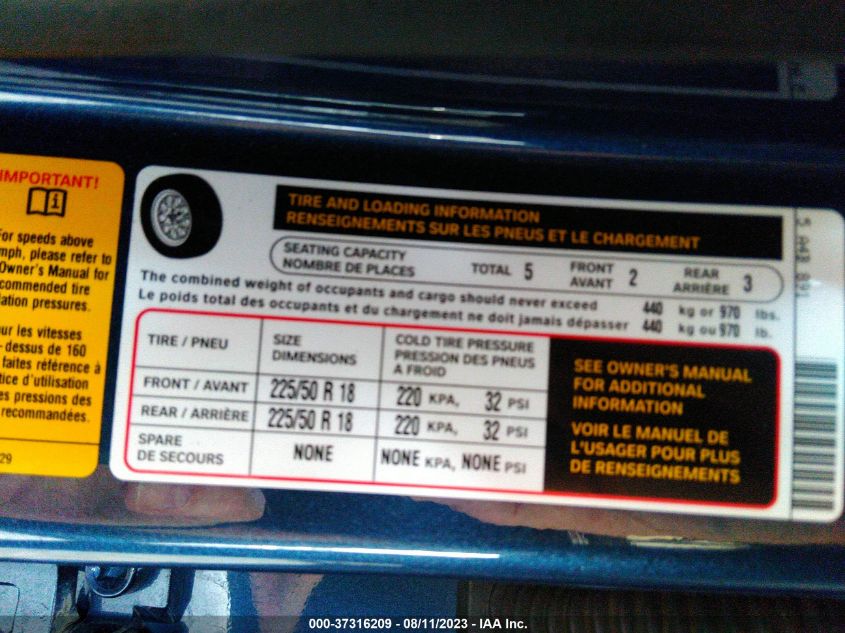 IMPORTANT!
For speeds above
mph, please refer to
Owner's Manual for
commended tire
lation pressures.
ur les vitesses
dessus de 160
faites référence à
tice d'utilisation
es pressions des
recommandées.
29
TIRE AND LOADING INFORMATION
RENSEIGNEMENTS SUR LES PNEUS ET LE CHARGEMENT
SEATING CAPACITY
NOMBRE DE PLACES
TOTAL 5
FRONT
AVANT 2
REAR
ARRIÈRE 3
The combined weight of occupants and cargo should never exceed 440 kg or 970 lbs.
Le poids total des occupants et du chargement ne doit jamais dépasser 440 kg ou 970 lb.
TIRE / PNEU
SIZE
DIMENSIONS
COLD TIRE PRESSURE
PRESSION DES PNEUS
A FROID
FRONT / AVANT 225/50 R 18 220 KPA, 32 PSI
REAR / ARRIÈRE 225/50 R 18 220 KPA, 32 PSI
SPARE
DE SECOURS NONE NONE KPA, NONE PSI
SEE OWNER'S MANUAL
FOR ADDITIONAL
INFORMATION
VOIR LE MANUEL DE
L'USAGER POUR PLUS
DE RENSEIGNEMENTS
000-37316209 - 08/11/2023 - IAA Inc.